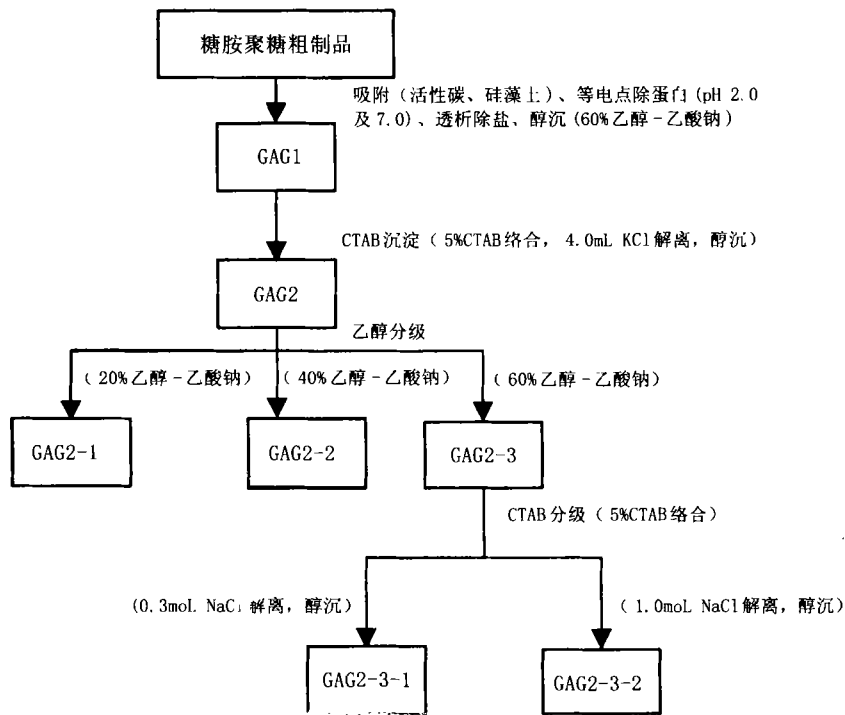 糖胺聚糖粗制品
吸附（活性碳、硅藻土）、等电点除蛋白(pH 2.0
及7.0)、透析除盐、醇沉(60%乙醇－乙酸钠）
GAG1
CTAB沉淀（5%CTAB络合，4.0mL KCl解离，醇沉）
GAG2
乙醇分级
（20%乙醇－乙酸钠）
（40%乙醇－乙酸钠）
（60%乙醇－乙酸钠）
GAG2-1
GAG2-2
GAG2-3
CTAB分级（5%CTAB络合）
(0.3moL NaCl解离，醇沉）
（1.0moL NaCl解离，醇沉）
GAG2-3-1
GAG2-3-2